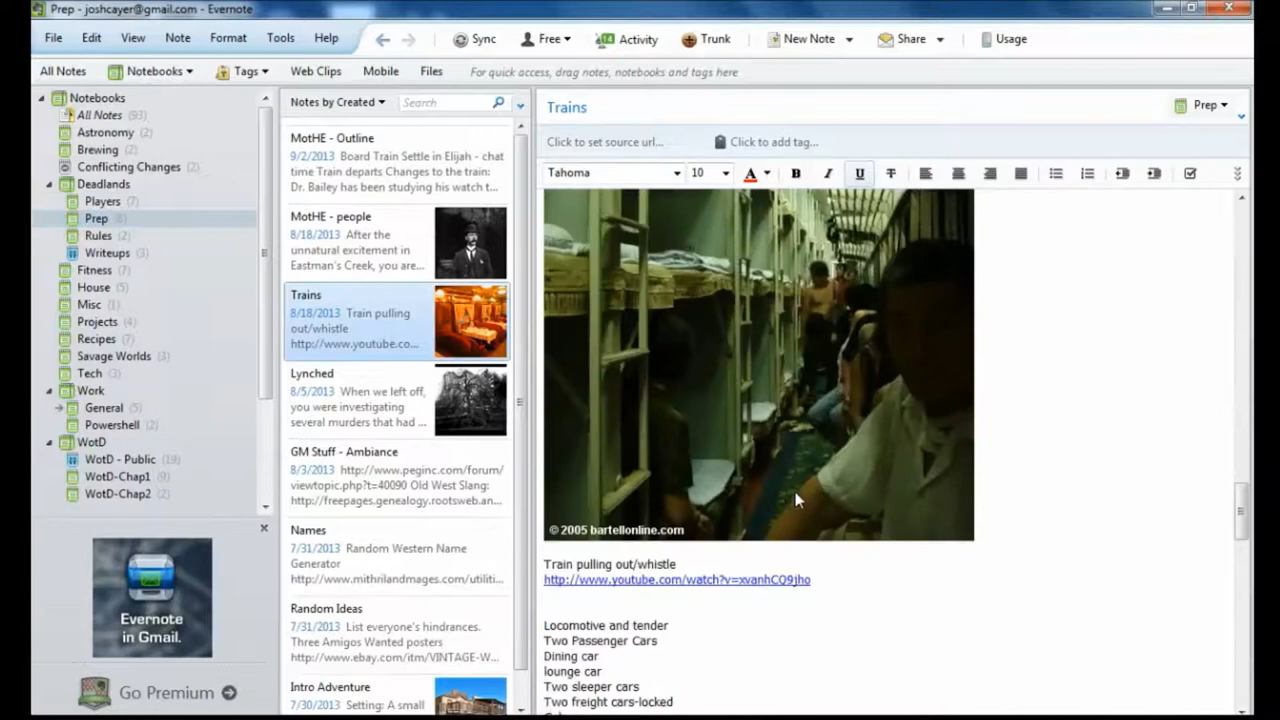 Prep - joshcayer@gmail.com - Evernote
File Edit View Note Format Tools Help Sync Free 14 Activity Trunk New Note Share Usage
All Notes Notebooks Tags Web Clips Mobile Files For quick access, drag notes, notebooks and tags here
Notebooks
All Notes (93)
Astronomy (2)
Brewing (2)
Conflicting Changes (2)
Deadlands
Players (7)
Prep
Rules (2)
Writeups (3)
Fitness (7)
House (5)
Misc (1)
Projects (4)
Recipes (7)
Savage Worlds (3)
Tech (3)
Work
General (5)
Powershell (2)
WotD
WotD - Public (19)
WotD-Chap1 (9)
WotD-Chap2 (2)
Evernote
in Gmail.
Go Premium
Notes by Created Search
MotHE - Outline
9/2/2013 Board Train Settle in Elijah - chat
time Train departs Changes to the train:
Dr. Bailey has been studying his watch t...
MotHE - people
8/18/2013 After the
unnatural excitement in
Eastman's Creek, you are...
Trains
8/18/2013 Train pulling
out/whistle
http://www.youtube.co...
Lynched
8/5/2013 When we left off,
you were investigating
several murders that had ...
GM Stuff - Ambiance
8/3/2013 http://www.peginc.com/forum/
viewtopic.php?t=40090 Old West Slang:
http://freepages.genealogy.rootsweb.an...
Names
7/31/2013 Random Western Name
Generator
http://www.mithrilandmages.com/utiliti...
Random Ideas
7/31/2013 List everyone's hindrances.
Three Amigos Wanted posters
http://www.ebay.com/itm/VINTAGE-W...
Intro Adventure
7/30/2013 Setting: A small
Trains Prep
Click to set source url... Click to add tag...
Tahoma 10 A B I U T
© 2005 bartellonline.com
Train pulling out/whistle
http://www.youtube.com/watch?v=xvanhCQ9jho
Locomotive and tender
Two Passenger Cars
Dining car
lounge car
Two sleeper cars
Two freight cars-locked